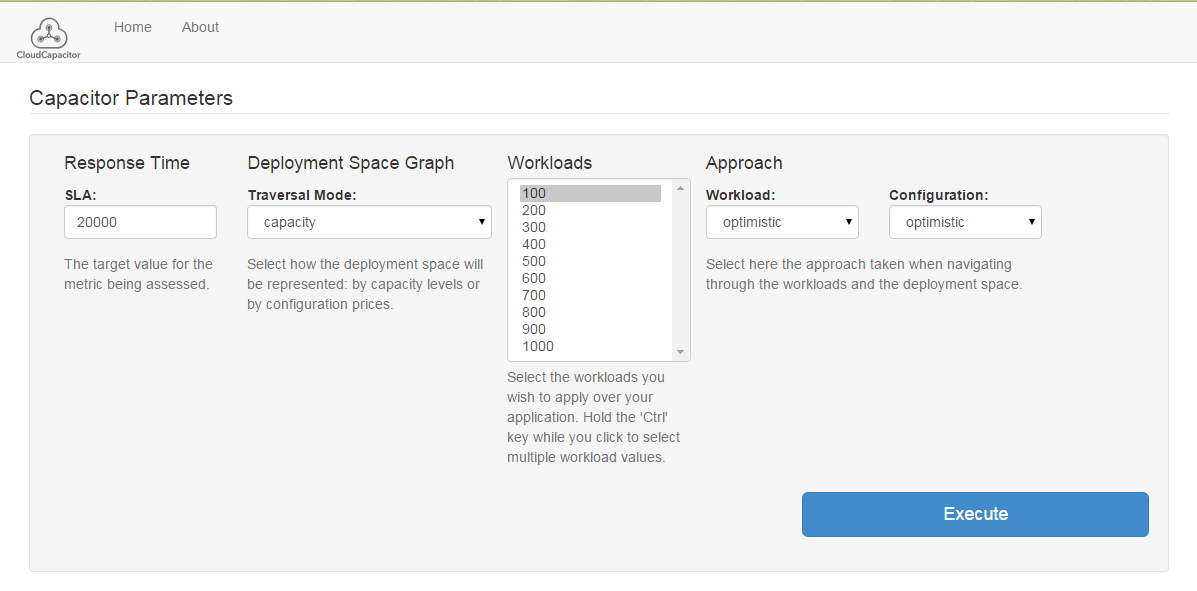 Home About
CloudCapacitor
Capacitor Parameters
Response Time
SLA:
20000
The target value for the
metric being assessed.
Deployment Space Graph
Traversal Mode:
capacity
Select how the deployment space will
be represented: by capacity levels or
by configuration prices.
Workloads
100
200
300
400
500
600
700
800
900
1000
Select the workloads you
wish to apply over your
application. Hold the 'Ctrl'
key while you click to select
multiple workload values.
Approach
Workload:
optimistic
Configuration:
optimistic
Select here the approach taken when navigating
through the workloads and the deployment space.
Execute